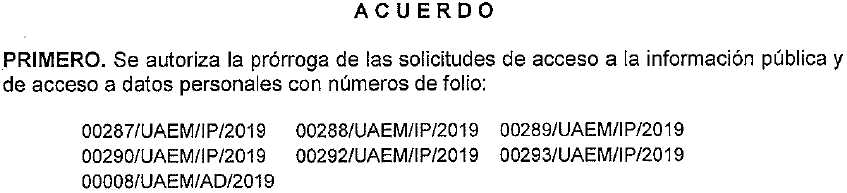 A C U E R D O
PRIMERO. Se autoriza la prórroga de las solicitudes de acceso a la información pública y
de acceso a datos personales con números de folio:
00287/UAEM/IP/2019 00288/UAEM/IP/2019 00289/UAEM/IP/2019
00290/UAEM/IP/2019 00292/UAEM/IP/2019 00293/UAEM/IP/2019
00008/UAEM/AD/2019